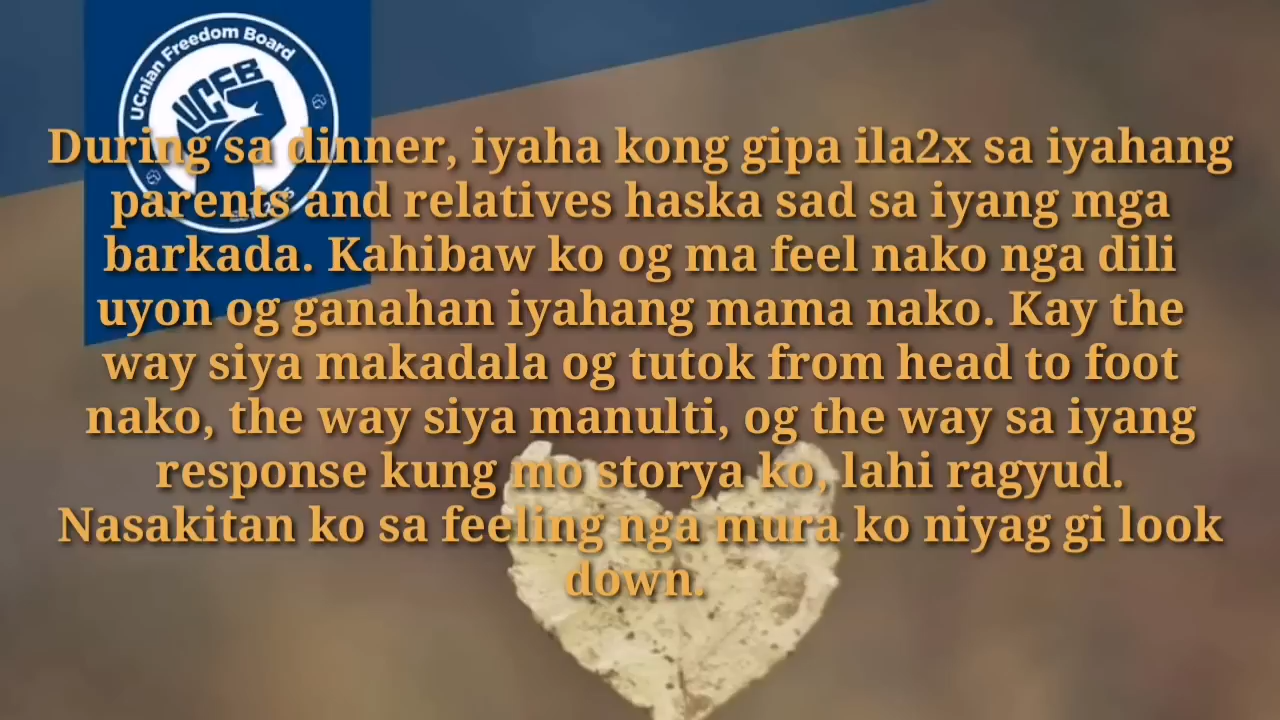 UCnian Freedom Board
UCFB
During sa dinner, iyaha kong gipa ila2x sa iyahang
parents and relatives haska sad sa iyang mga
barkada. Kahibaw ko og ma feel nako nga dili
uyon og ganahan iyahang mama nako. Kay the
way siya makadala og tutok from head to foot
nako, the way siya manulti, og the way sa iyang
response kung mo storya ko, lahi ragyud.
Nasakitan ko sa feeling nga mura ko niyag gi look
down.